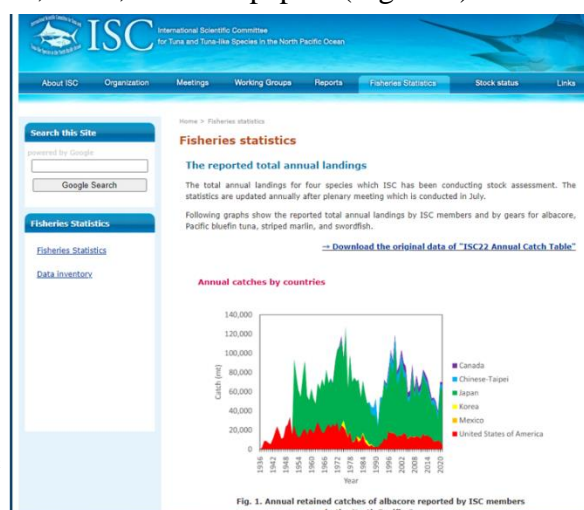 ISC International Scientific Committee
for Tuna and Tuna-like Species in the North Pacific Ocean
About ISC Organization Meetings Working Groups Reports Fisheries Statistics Stock status Links
Home > Fisheries statistics
Search this Site
powered by Google
Google Search
Fisheries Statistics
Fisheries Statistics
Data inventory
Fisheries statistics
The reported total annual landings
The total annual landings for four species which ISC has been conducting stock assessment. The
statistics are updated annually after plenary meeting which is conducted in July.
Following graphs show the reported total annual landings by ISC members and by gears for albacore,
Pacific bluefin tuna, striped marlin, and swordfish.
→ Download the original data of "ISC22 Annual Catch Table"
Annual catches by countries
140,000
120,000
100,000
80,000
60,000
40,000
20,000
0
Catch (mt)
Canada
Chinese-Taipei
Japan
Korea
Mexico
United States of America
1936 1942 1948 1954 1960 1966 1972 1978 1984 1990 1996 2002 2008 2014 2020
Year
Fig. 1. Annual retained catches of albacore reported by ISC members